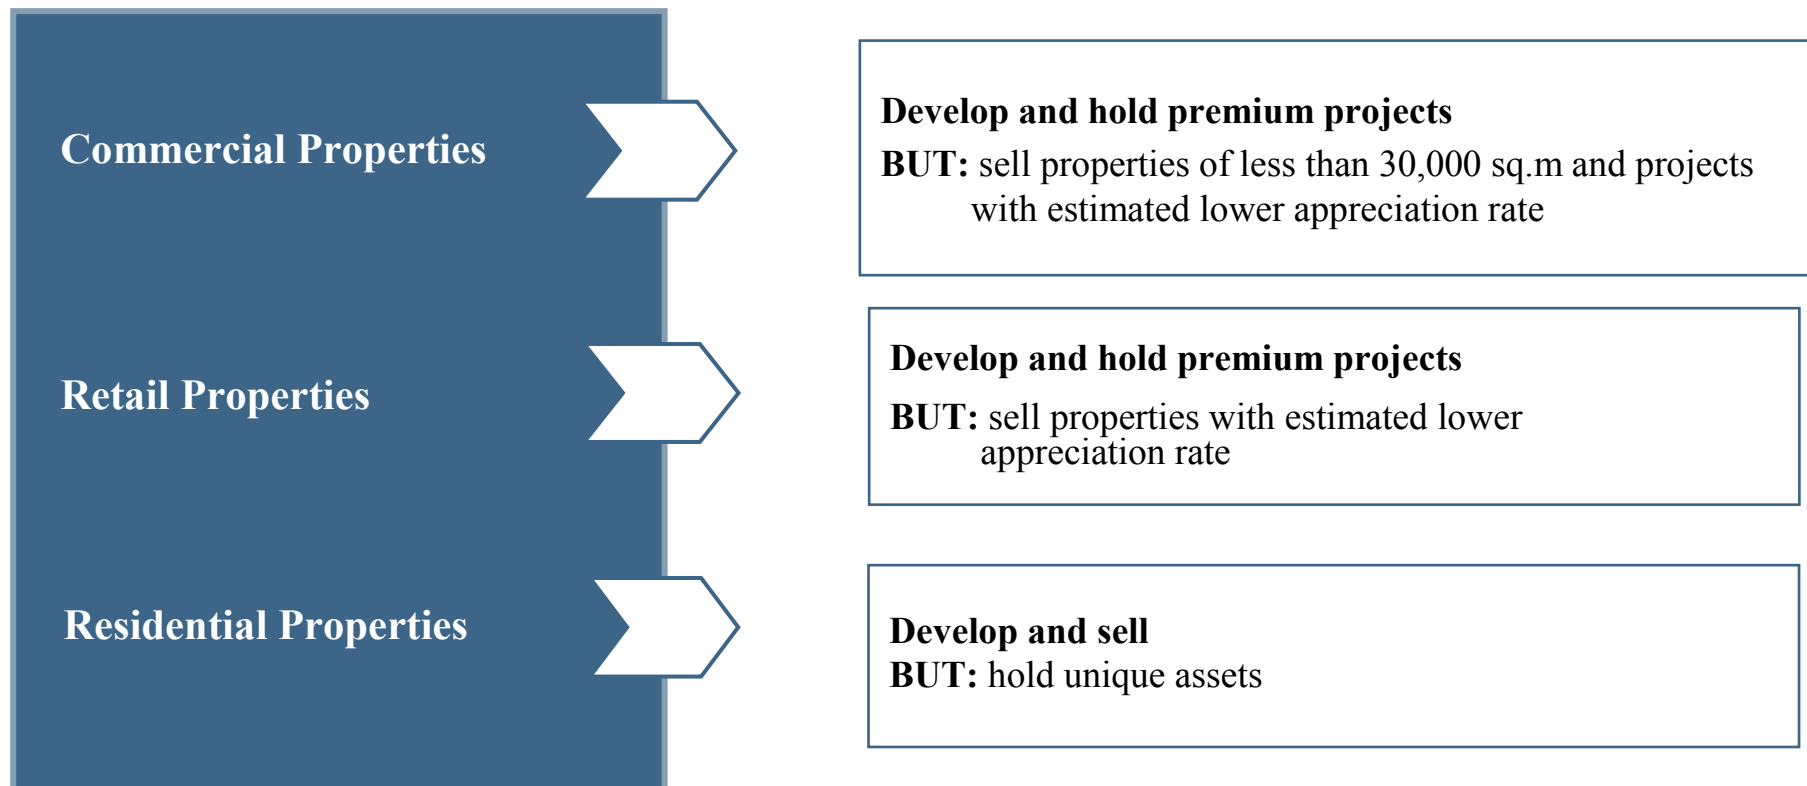 Commercial Properties
Develop and hold premium projects
BUT: sell properties of less than 30,000 sq.m and projects
with estimated lower appreciation rate
Retail Properties
Develop and hold premium projects
BUT: sell properties with estimated lower
appreciation rate
Residential Properties
Develop and sell
BUT: hold unique assets